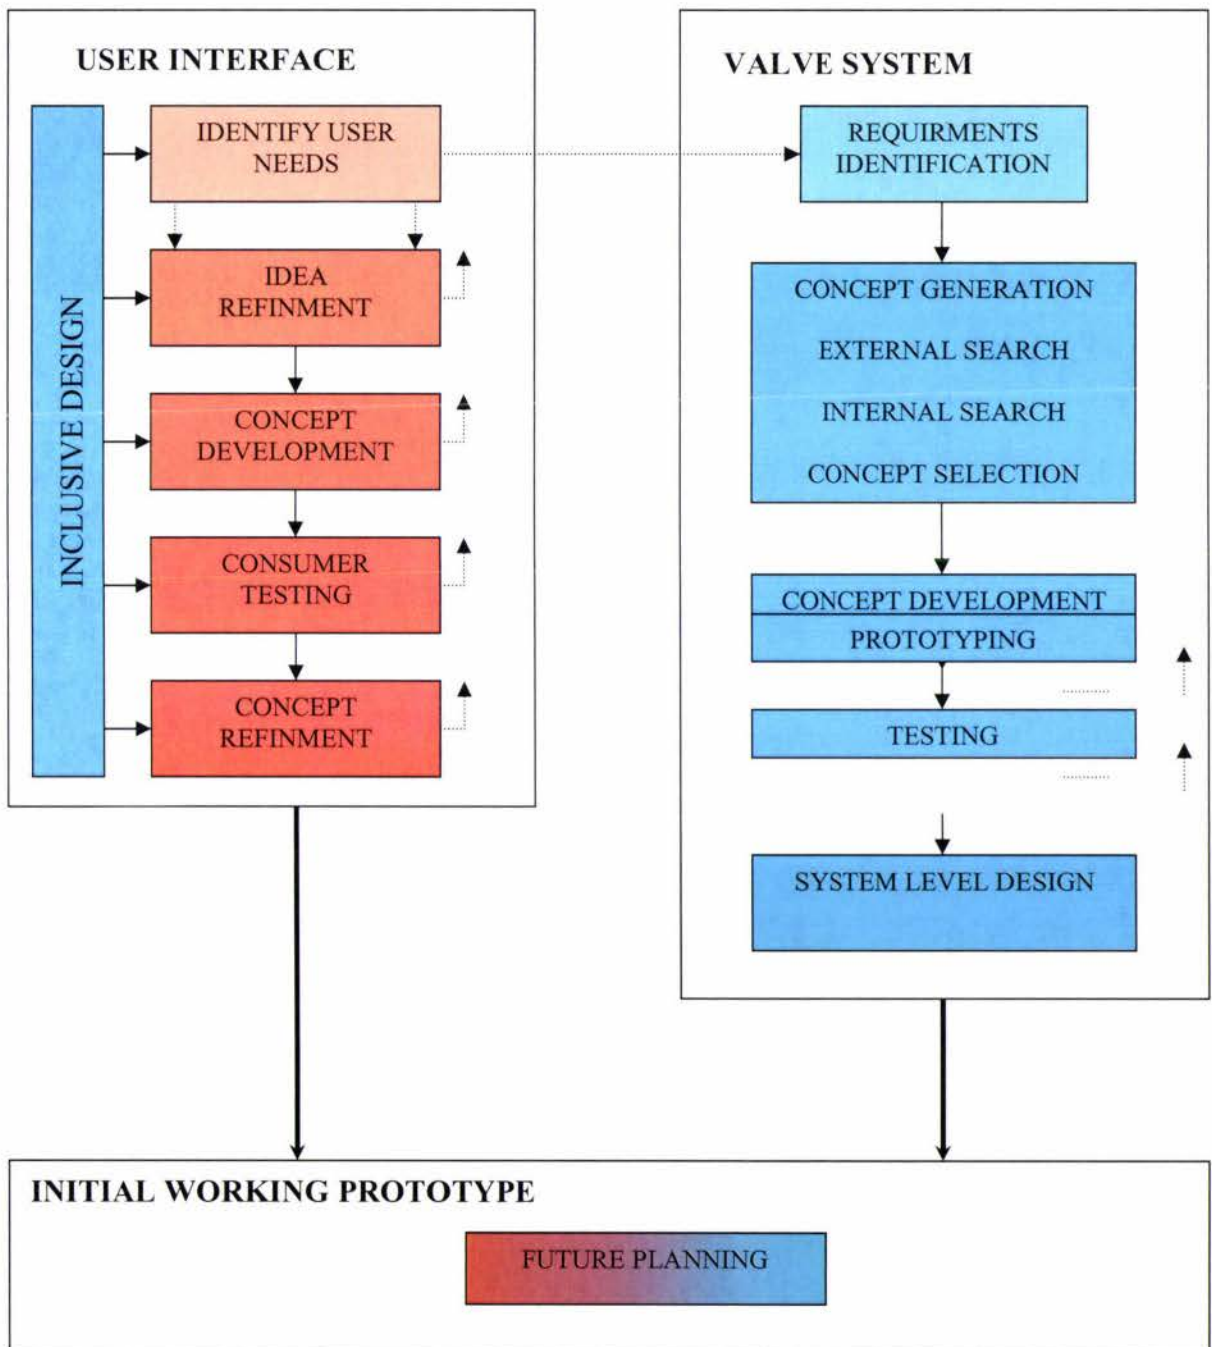 USER INTERFACE
INCLUSIVE DESIGN
IDENTIFY USER
NEEDS
IDEA
REFINMENT
CONCEPT
DEVELOPMENT
CONSUMER
TESTING
CONCEPT
REFINMENT
VALVE SYSTEM
REQUIRMENTS
IDENTIFICATION
CONCEPT GENERATION
EXTERNAL SEARCH
INTERNAL SEARCH
CONCEPT SELECTION
CONCEPT DEVELOPMENT
PROTOTYPING
TESTING
SYSTEM LEVEL DESIGN
INITIAL WORKING PROTOTYPE
FUTURE PLANNING